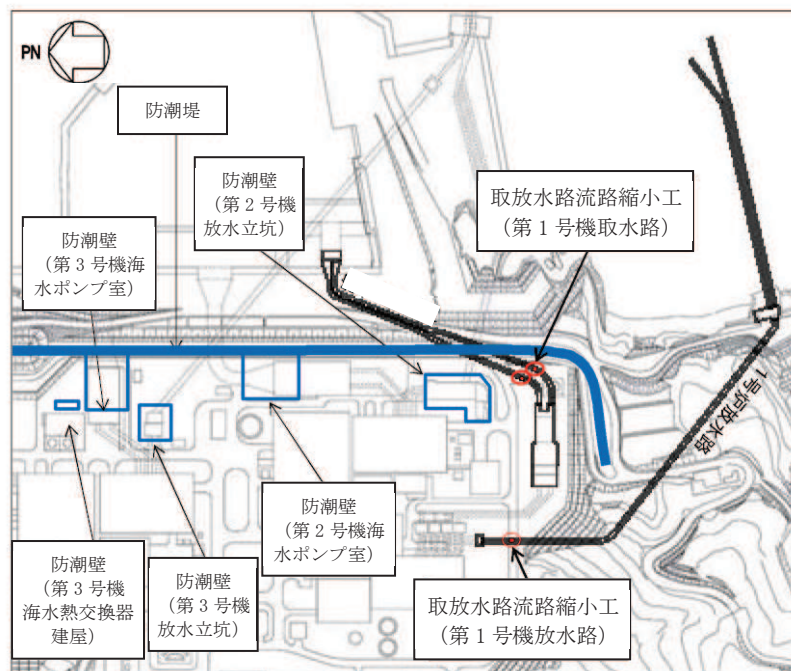 PN
防潮堤
防潮壁
（第２号機
放水立坑）
取放水路流路縮小工
（第１号機取水路）
防潮壁
（第３号機海
水ポンプ室）
1号炉放水路
防潮壁
（第３号機
海水熱交換器
建屋）
防潮壁
（第３号機
放水立坑）
防潮壁
（第２号機海
水ポンプ室）
取放水路流路縮小工
（第１号機放水路）